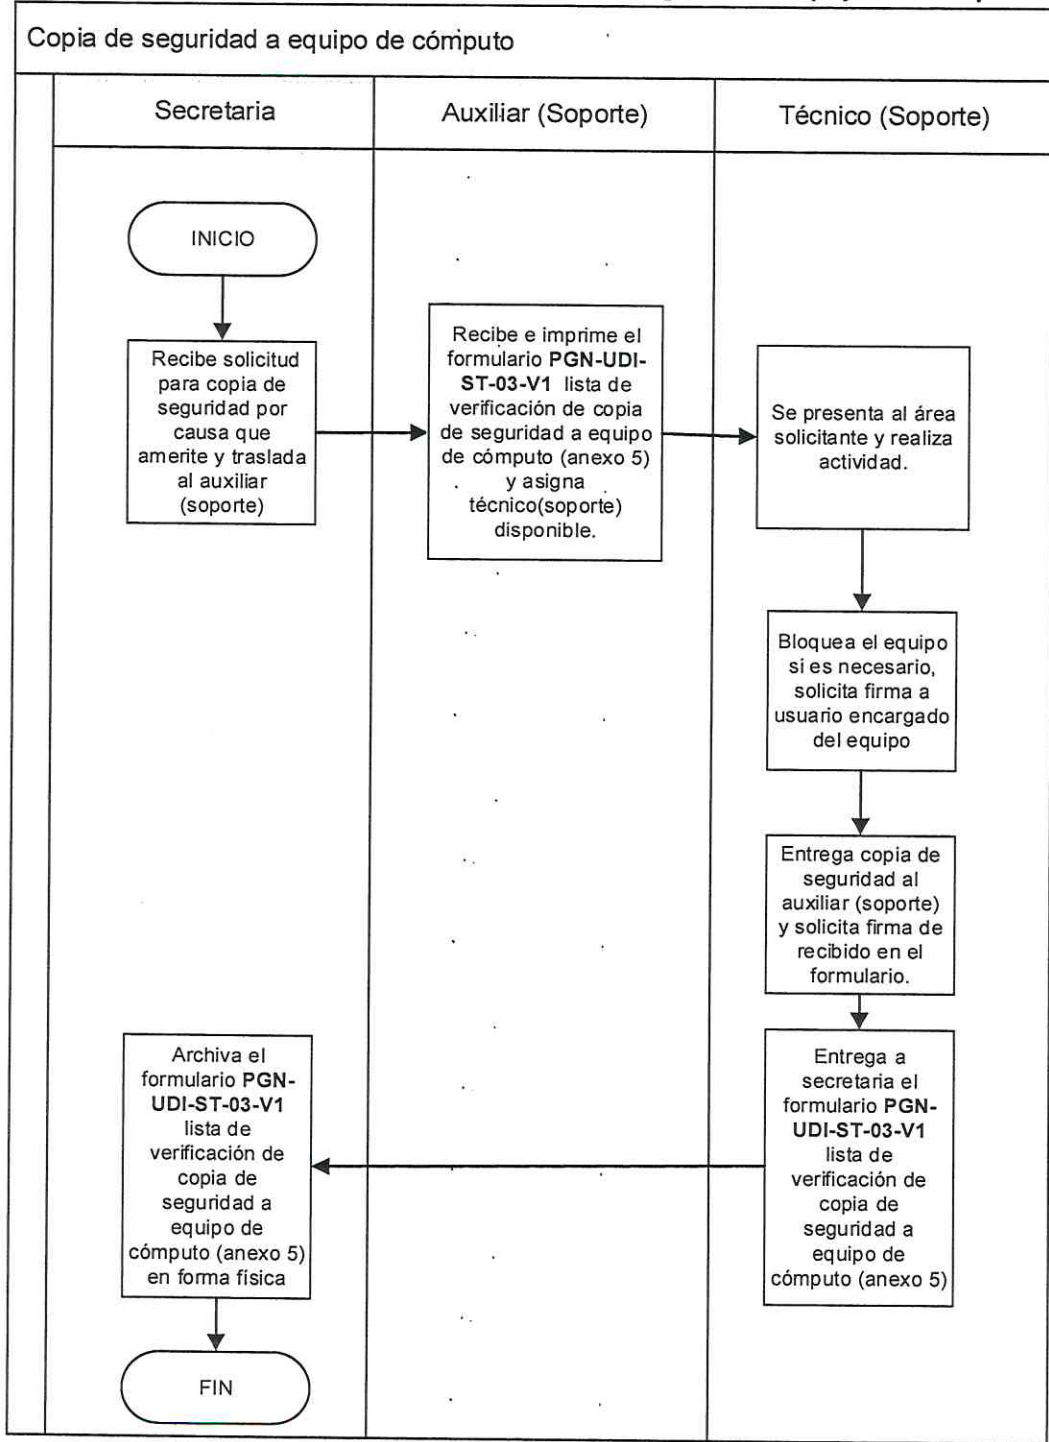 Copia de seguridad a equipo de cómputo
Secretaria
Auxiliar (Soporte)
Técnico (Soporte)
INICIO
Recibe solicitud
para copia de
seguridad por
causa que
amerite y traslada
al auxiliar
(soporte)
Recibe e imprime el
formulario PGN-UDI-
ST-03-V1 lista de
verificación de copia
de seguridad a equipo
de cómputo (anexo 5)
y asigna
técnico(soporte)
disponible.
Se presenta al área
solicitante y realiza
actividad.
Bloquea el equipo
si es necesario,
solicita firma a
usuario encargado
del equipo
Entrega copia de
seguridad al
auxiliar (soporte)
y solicita firma de
recibido en el
formulario.
Entrega a
secretaria el
formulario PGN-
UDI-ST-03-V1
lista de
verificación de
copia de
seguridad a
equipo de
cómputo (anexo 5)
Archiva el
formulario PGN-
UDI-ST-03-V1
lista de
verificación de
copia de
seguridad a
equipo de
cómputo (anexo 5)
en forma física
FIN